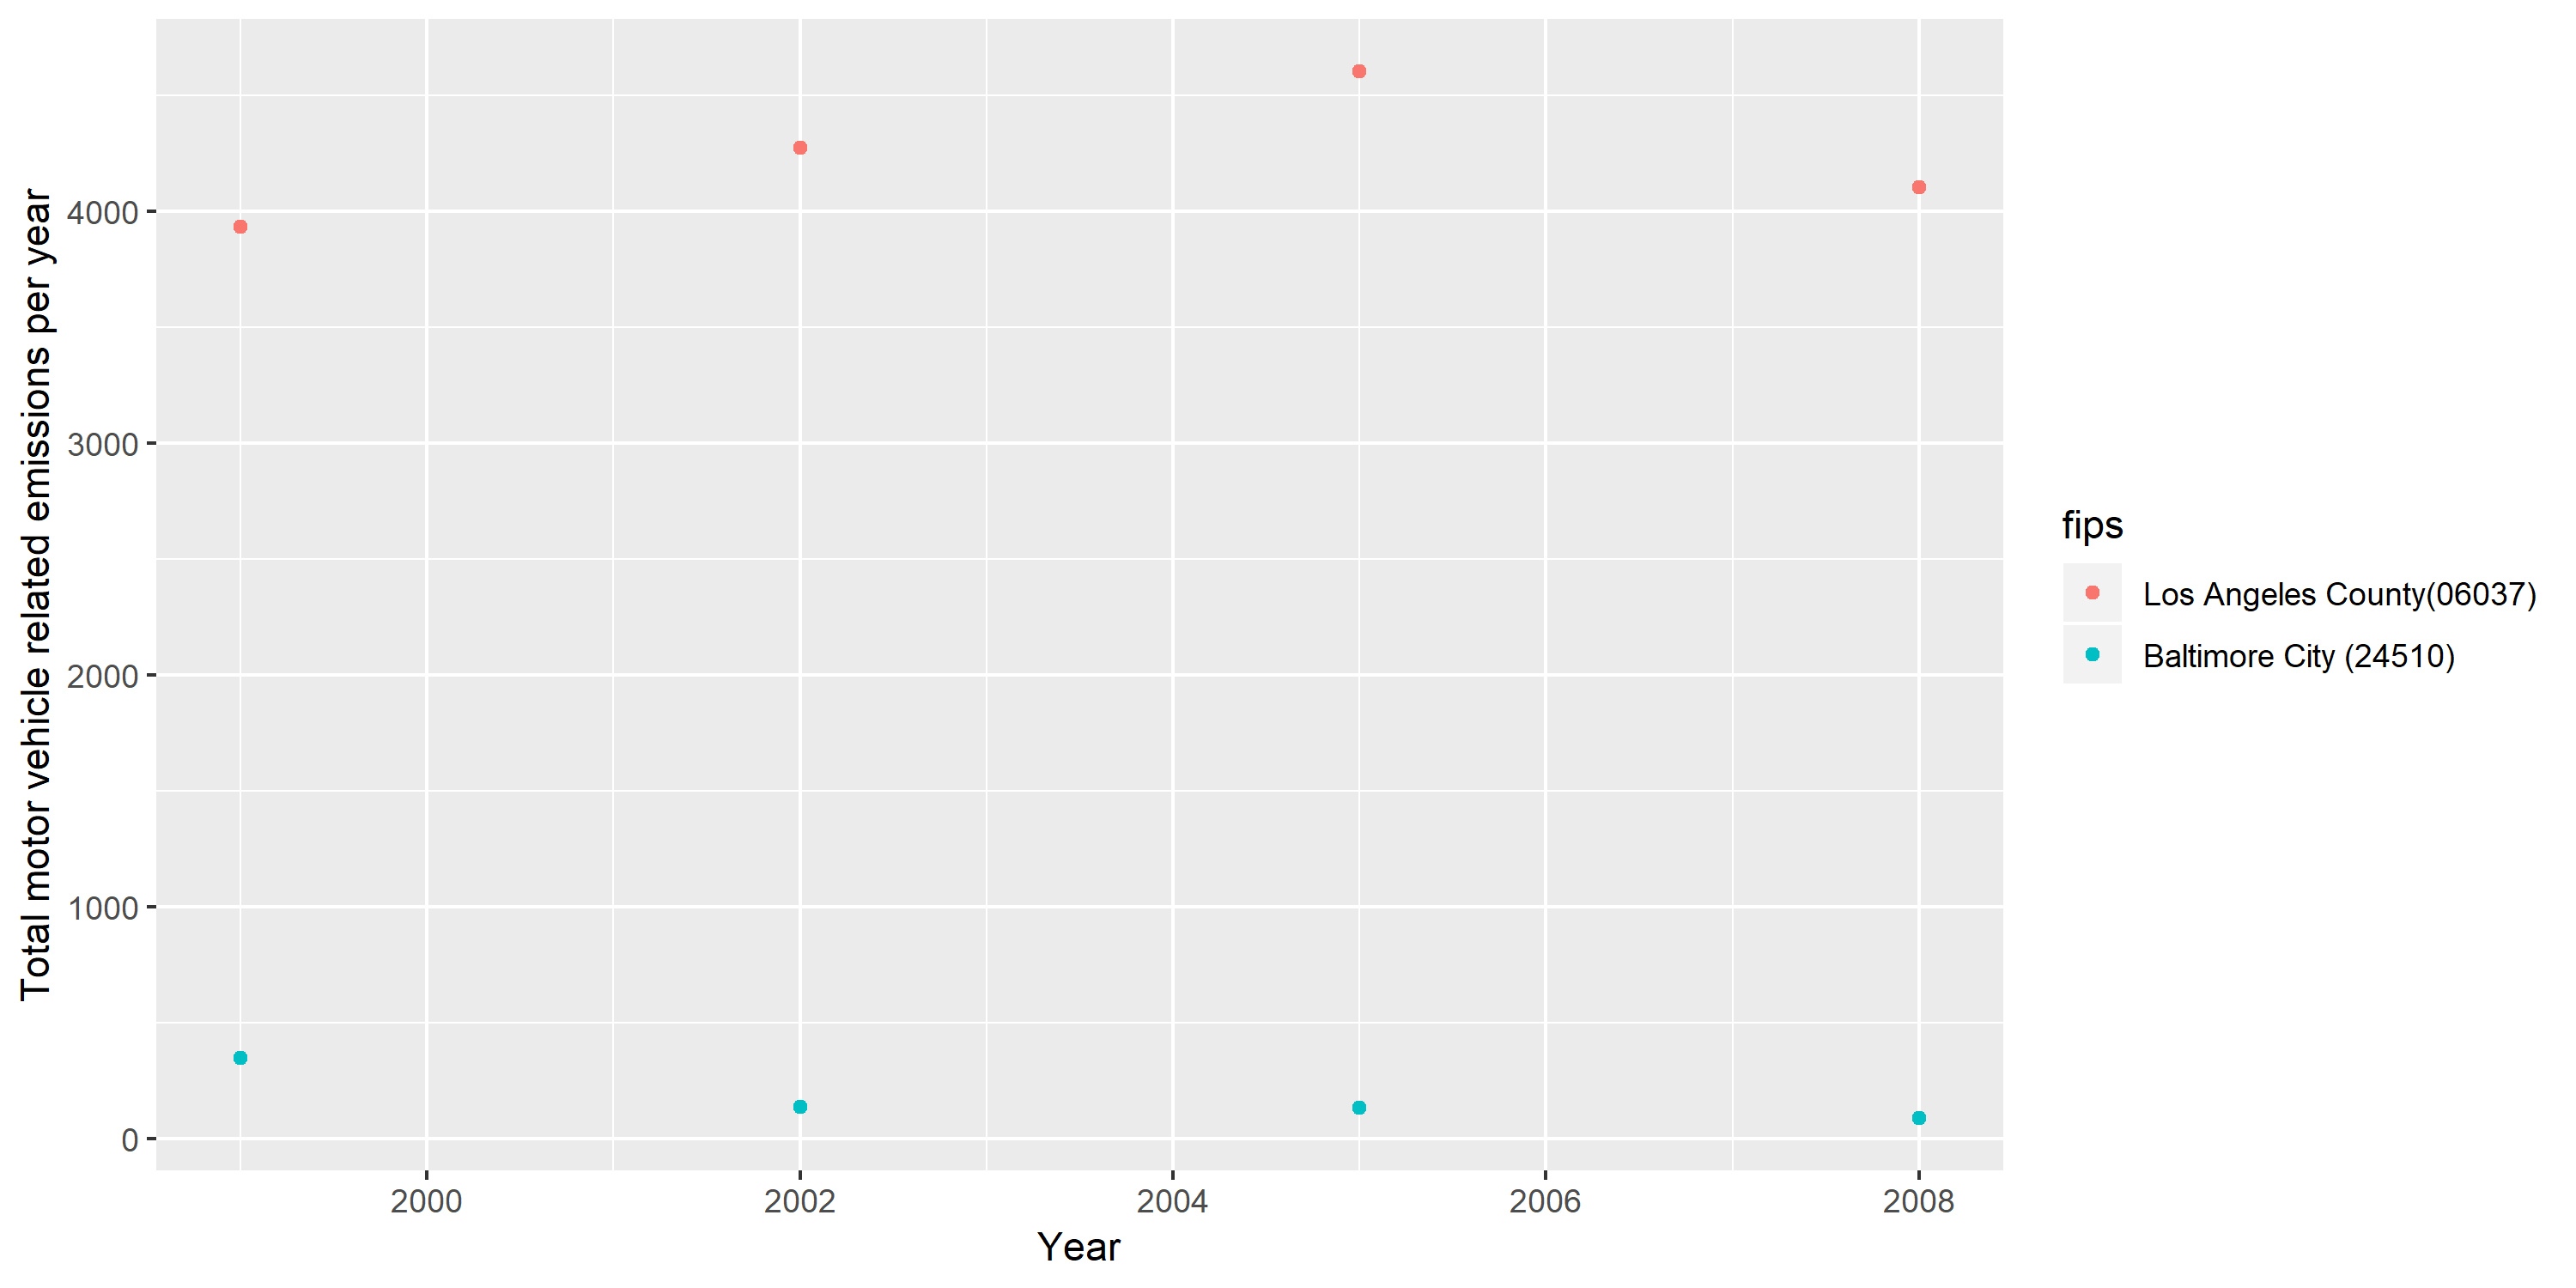 Total motor vehicle related emissions per year
4000
3000
2000
1000
0
2000 2002 2004 2006 2008
Year
fips
Los Angeles County(06037)
Baltimore City (24510)